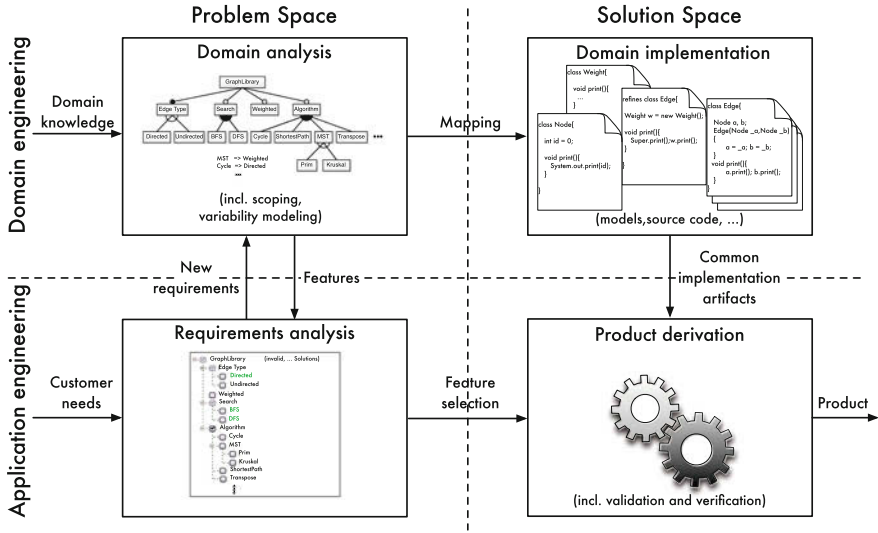 Problem Space
Solution Space
Domain engineering
Domain knowledge
Domain analysis
GraphLibrary
Edge Type
Search
Weighted
Algorithm
Directed
Undirected
BFS
DFS
Cycle
ShortestPath
MST
Transpose
Prim
Kruskal
MST => Weighted
Cycle => Directed
...
(incl. scoping,
variability modeling)
Mapping
Domain implementation
class Weight{
void print(){
...
}
refines class Edge{
Weight w = new Weight();
void print(){
Super.print();w.print();
}
}
class Edge{
Node a, b;
Edge(Node _a,Node _b)
{
a = _a; b = _b;
}
void print(){
a.print(); b.print();
}
}
class Node{
int id = 0;
void print(){
System.out.print(id);
}
}
(models,source code, ...)
New
requirements
Features
Common
implementation
artifacts
Application engineering
Customer
needs
Requirements analysis
GraphLibrary (invalid, ... Solutions)
Edge Type
Directed
Undirected
Weighted
Search
BFS
DFS
Algorithm
Cycle
MST
Prim
Kruskal
ShortestPath
Transpose
Feature
selection
Product derivation
(incl. validation and verification)
Product